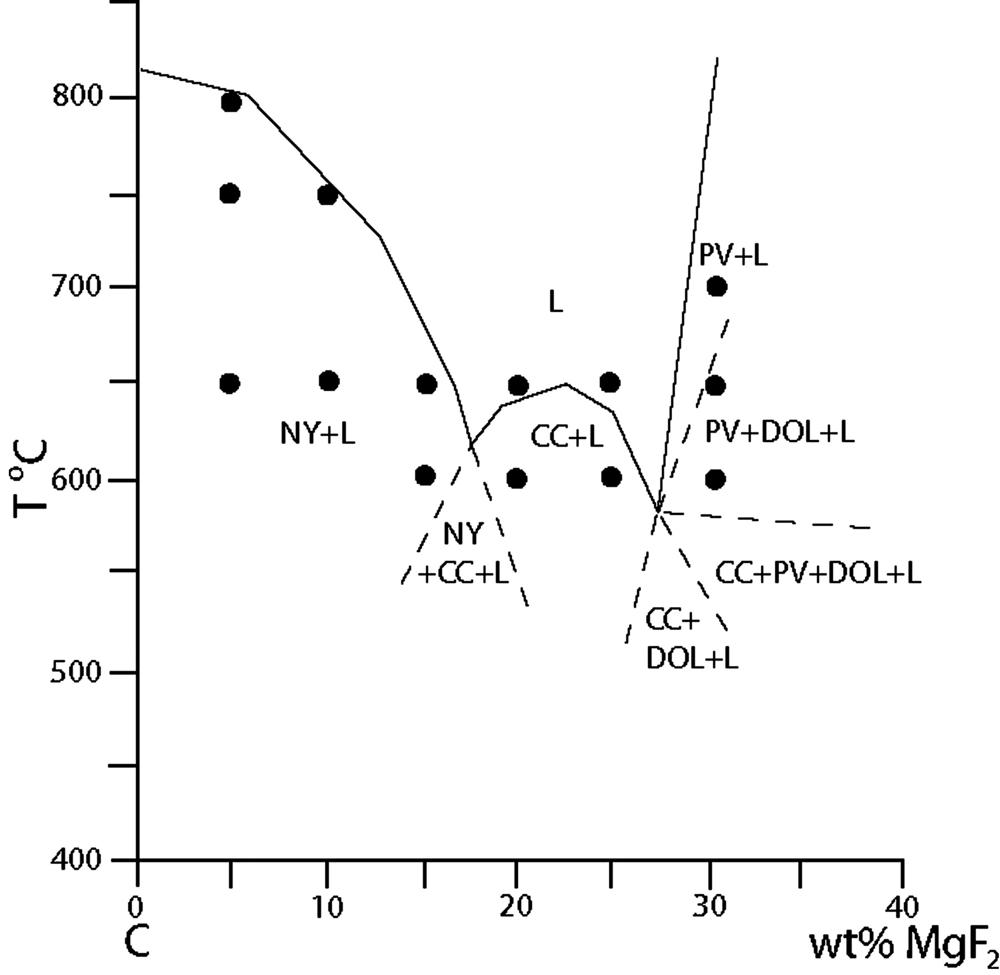 800
PV+L
700
L
NY+L
CC+L
PV+DOL+L
T °C
600
NY
+CC+L
CC+PV+DOL+L
CC+
DOL+L
500
400
0 10 20 30 40
C wt% MgF₂